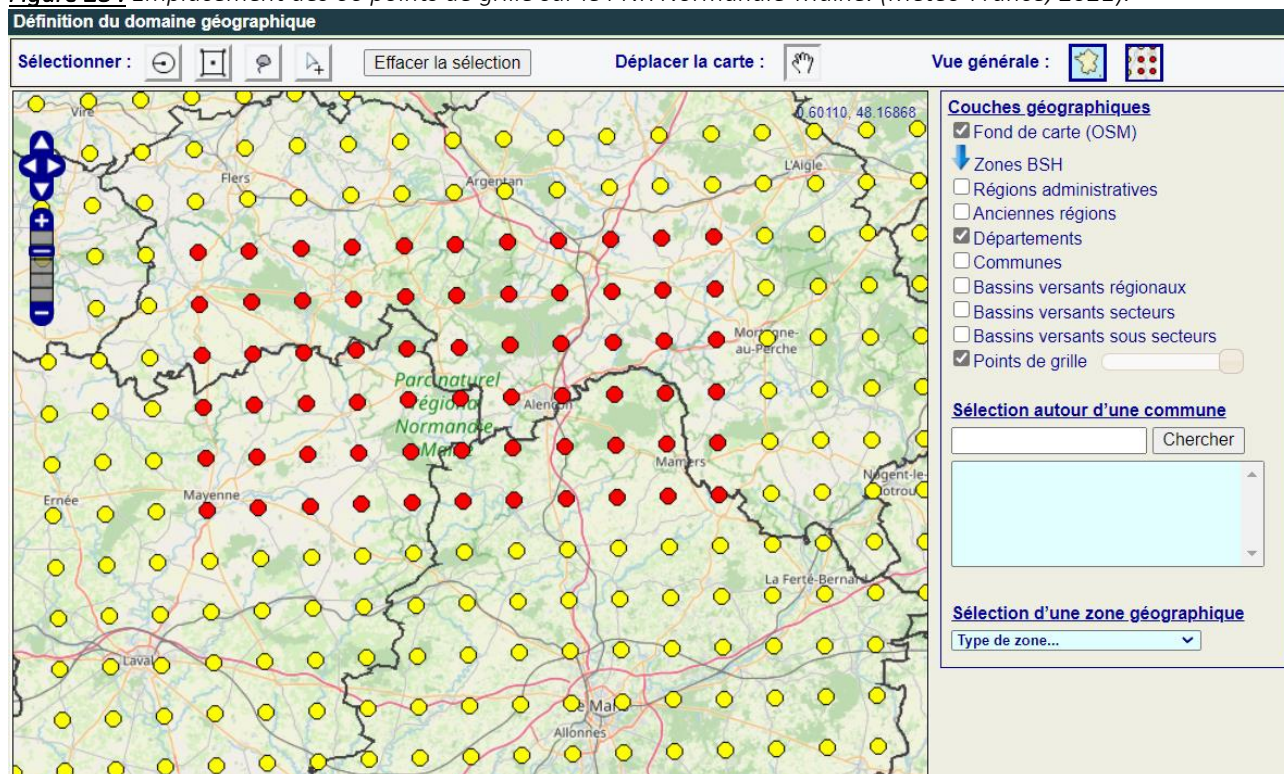 Définition du domaine géographique
Sélectionner :
Effacer la sélection
Déplacer la carte :
Vue générale :
Vire
0.60110, 48.16868
L'Aigle
Flers
Argentan
Mortagne-
au-Perche
Parc naturel
régional
Normandie
Maine
Alençon
Mamers
Ernée
Mayenne
Nogent-le-
Rotrou
La Ferté-Bernard
Laval
Le Mans
Allonnes
Couches géographiques
Fond de carte (OSM)
Zones BSH
Régions administratives
Anciennes régions
Départements
Communes
Bassins versants régionaux
Bassins versants secteurs
Bassins versants sous secteurs
Points de grille
Sélection autour d'une commune
Chercher
Sélection d'une zone géographique
Type de zone...